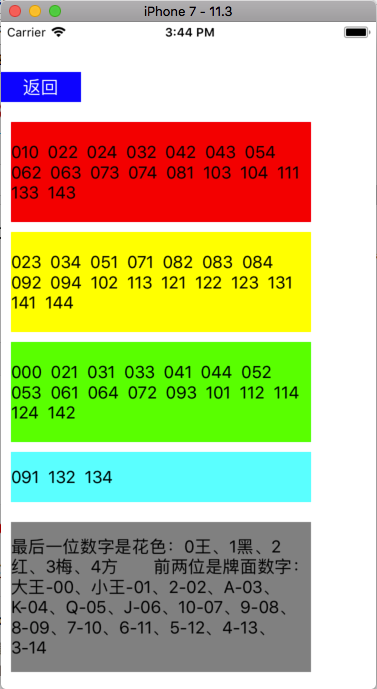 iPhone 7 - 11.3
Carrier 3:44 PM
返回
010 022 024 032 042 043 054
062 063 073 074 081 103 104 111
133 143
023 034 051 071 082 083 084
092 094 102 113 121 122 123 131
141 144
000 021 031 033 041 044 052
053 061 064 072 093 101 112 114
124 142
091 132 134
最后一位数字是花色：0王、1黑、2
红、3梅、4方 前两位是牌面数字：
大王-00、小王-01、2-02、A-03、
K-04、Q-05、J-06、10-07、9-08、
8-09、7-10、6-11、5-12、4-13、
3-14